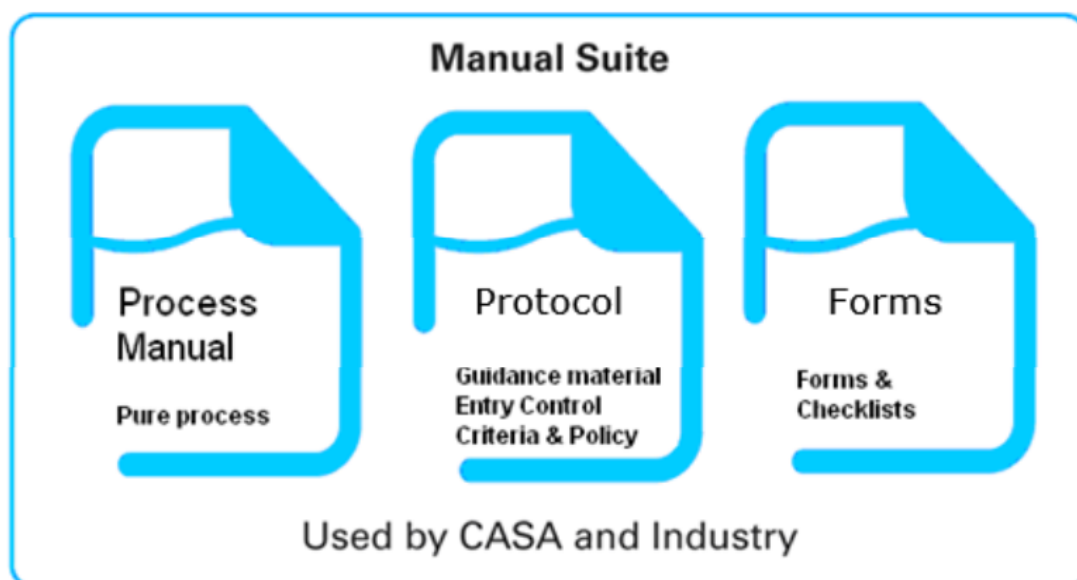 Manual Suite
Process
Manual
Pure process
Protocol
Guidance material
Entry Control
Criteria & Policy
Forms
Forms &
Checklists
Used by CASA and Industry